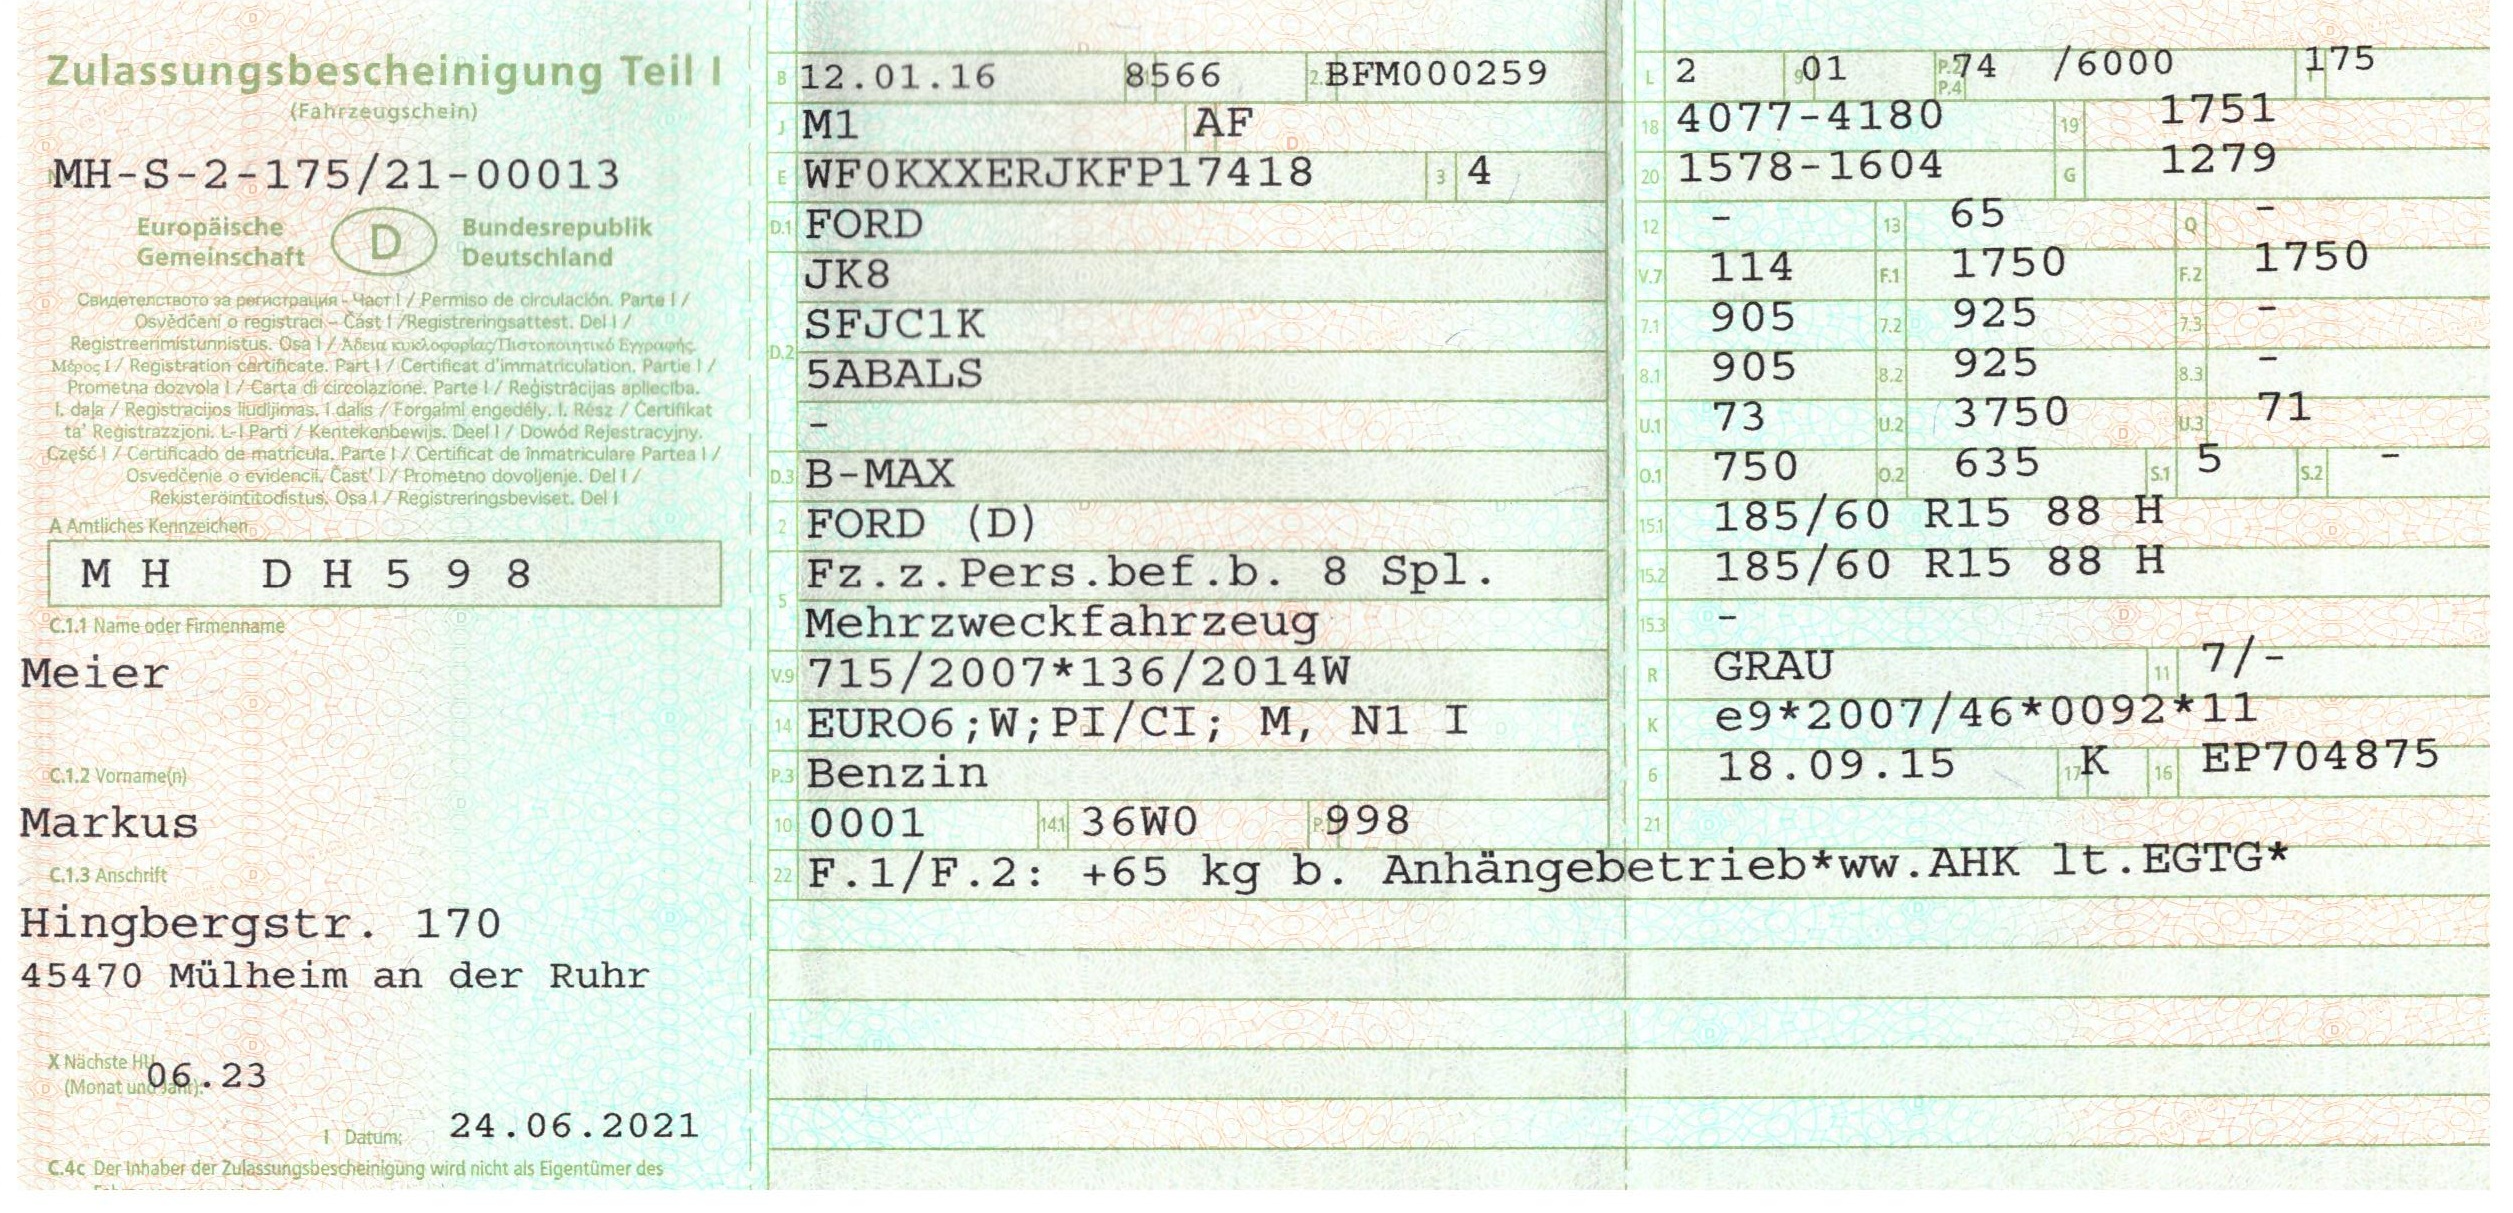 Zulassungsbescheinigung Teil I
(Fahrzeugschein)
MH-S-2-175/21-00013
Europäische Gemeinschaft
D
Bundesrepublik Deutschland
Свидетелство за регистрация - Част I / Permiso de circulación. Parte I /
Osvědčení o registraci – Část I /Registreringsattest. Del I /
Registreerimistunnistus. Osa I / Άδεια κυκλοφορίας/Πιστοποιητικό Εγγραφής.
Μέρος I / Registration certificate. Part I / Certificat d'immatriculation. Partie I /
Prometna dozvola I / Carta di circolazione. Parte I / Reģistrācijas apliecība.
I. daļa / Registracijos liudijimas. I dalis / Forgalmi engedély. I. Rész / Ċertifikat
ta' Reġistrazzjoni. L-I Parti / Kentekenbewijs. Deel I / Dowód Rejestracyjny.
Część I / Certificado de matrícula. Parte I / Certificat de înmatriculare Partea I /
Osvedčenie o evidencii. Časť I / Prometno dovoljenje. Del I /
Rekisteröintitodistus. Osa I / Registreringsbeviset. Del I
A Amtliches Kennzeichen
MH DH598
C.1.1 Name oder Firmenname
Meier
C.1.2 Vorname(n)
Markus
C.1.3 Anschrift
Hingbergstr. 170
45470 Mülheim an der Ruhr
X Nächste HU 06.23
(Monat und Jahr):
I Datum: 24.06.2021
C.4c Der Inhaber der Zulassungsbescheinigung wird nicht als Eigentümer des
B 12.01.16 8566 BFM000259
J M1 AF
E WF0KXXERJKFP17418 3 4
D.1 FORD
JK8
D.2 SFJC1K
5ABALS
-
D.3 B-MAX
2 FORD (D)
5 Fz.z.Pers.bef.b. 8 Spl.
Mehrzweckfahrzeug
V.9 715/2007*136/2014W
14 EURO6;W;PI/CI; M, N1 I
P.3 Benzin
10 0001 14.1 36W0 998
22 F.1/F.2: +65 kg b. Anhängebetrieb*ww.AHK lt.EGTG*
L 2 9 01 P.2 P.4 74 /6000 T 175
18 4077-4180 19 1751
20 1578-1604 G 1279
12 - 13 65 Q -
V.7 114 F.1 1750 F.2 1750
7.1 905 7.2 925 7.3 -
8.1 905 8.2 925 8.3 -
U.1 73 U.2 3750 U.3 71
O.1 750 O.2 635 S.1 5 S.2 -
15.1 185/60 R15 88 H
15.2 185/60 R15 88 H
15.3 -
R GRAU 11 7/-
K e9*2007/46*0092*11
6 18.09.15 17 K 16 EP704875
21